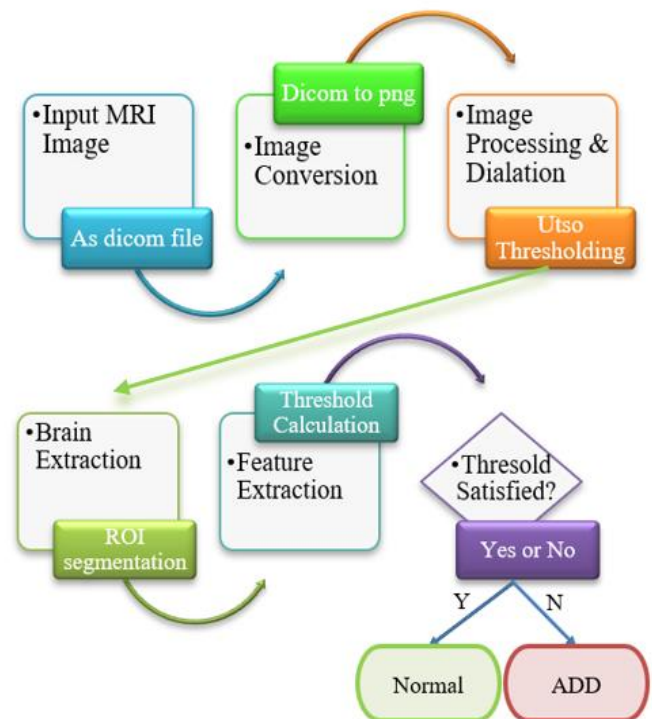 •Input MRI
Image
As dicom file
Dicom to png
•Image
Conversion
•Image
Processing &
Dialation
Utso
Thresholding
•Brain
Extraction
ROI
segmentation
Threshold
Calculation
•Feature
Extraction
•Thresold
Satisfied?
Yes or No
Y
N
Normal
ADD